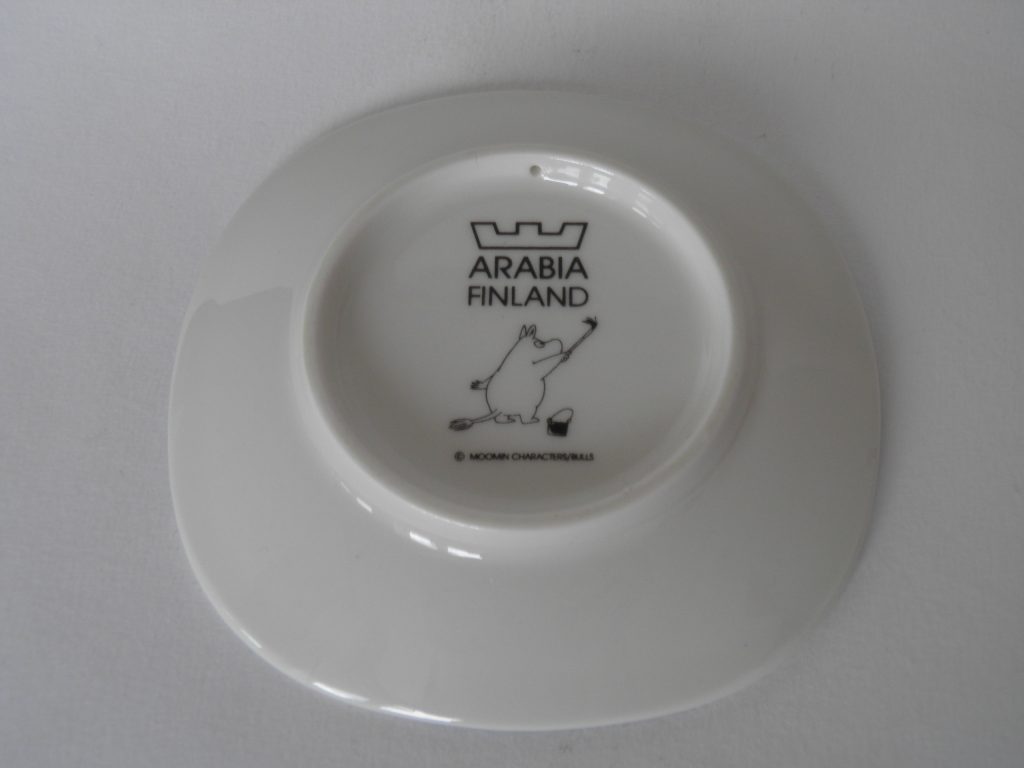 ARABIA
FINLAND
© MOOMIN CHARACTERS/BULLS